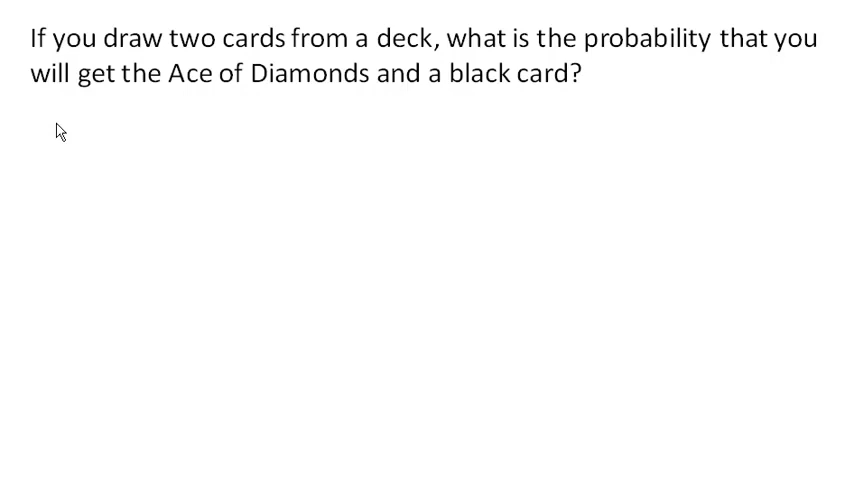 If you draw two cards from a deck, what is the probability that you
will get the Ace of Diamonds and a black card?